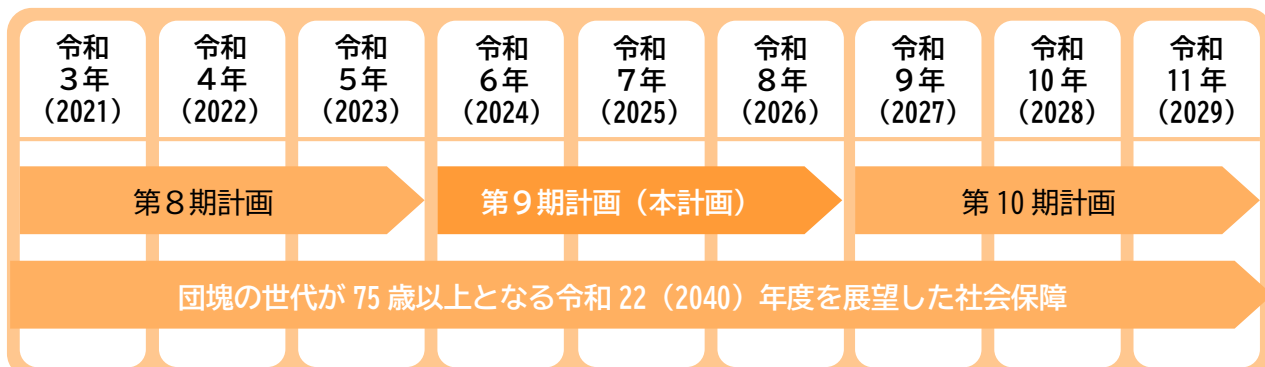 令和
３年
(2021)
令和
４年
(2022)
令和
５年
(2023)
令和
６年
(2024)
令和
７年
(2025)
令和
８年
(2026)
令和
９年
(2027)
令和
10 年
(2028)
令和
11 年
(2029)
第８期計画
第９期計画（本計画）
第 10 期計画
団塊の世代が 75 歳以上となる令和 22（2040）年度を展望した社会保障